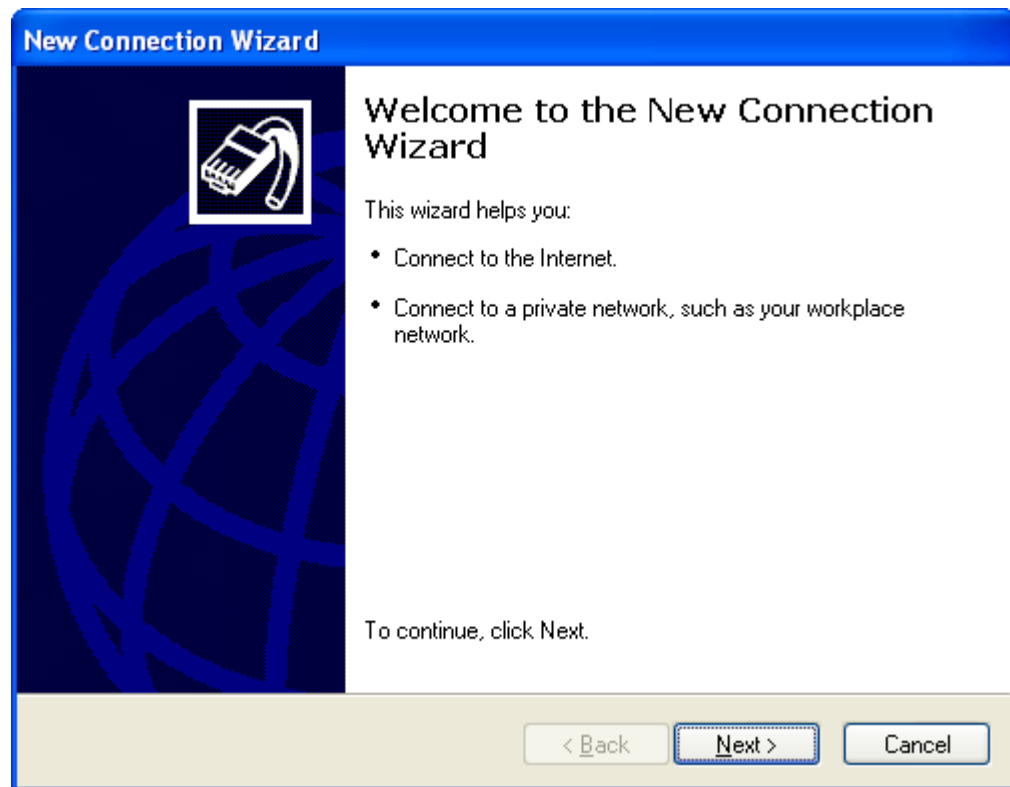 New Connection Wizard
Welcome to the New Connection
Wizard
This wizard helps you:
• Connect to the Internet.
• Connect to a private network, such as your workplace
network.
To continue, click Next.
< Back
Next >
Cancel